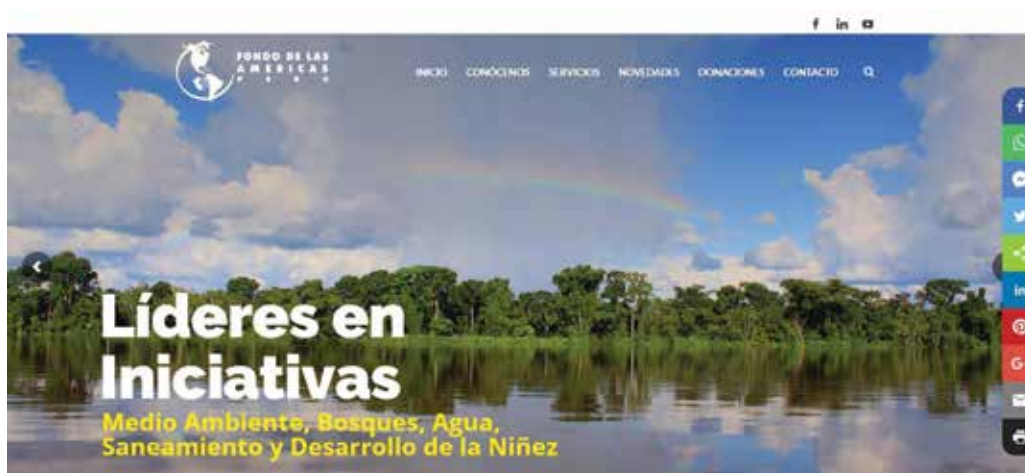 FONDO DE LAS
AMERICAS
PERU
INICIO CONÓCENOS SERVICIOS NOVEDADES DONACIONES CONTACTO
Líderes en
Iniciativas
Medio Ambiente, Bosques, Agua,
Saneamiento y Desarrollo de la Niñez